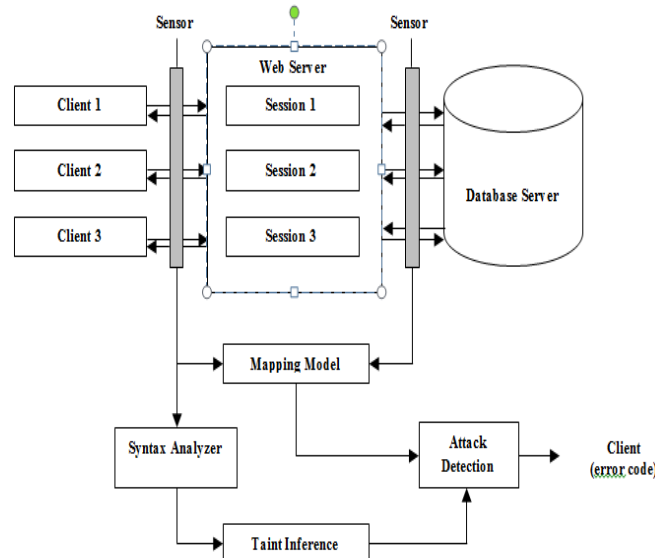 Sensor
Sensor
Web Server
Client 1
Session 1
Client 2
Session 2
Database Server
Client 3
Session 3
Mapping Model
Syntax Analyzer
Attack
Detection
Client
(error code)
Taint Inference